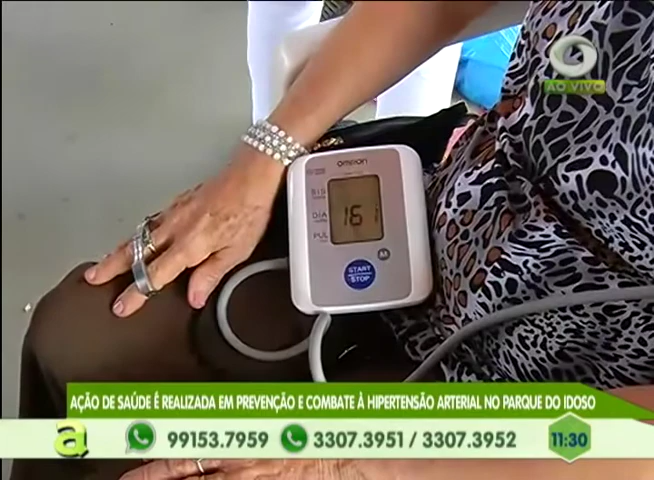 AO VIVO
OMRON
SIS
DIA
PUL
161
M
START
STOP
AÇÃO DE SAÚDE É REALIZADA EM PREVENÇÃO E COMBATE À HIPERTENSÃO ARTERIAL NO PARQUE DO IDOSO
a
99153.7959
3307.3951 / 3307.3952
11:30